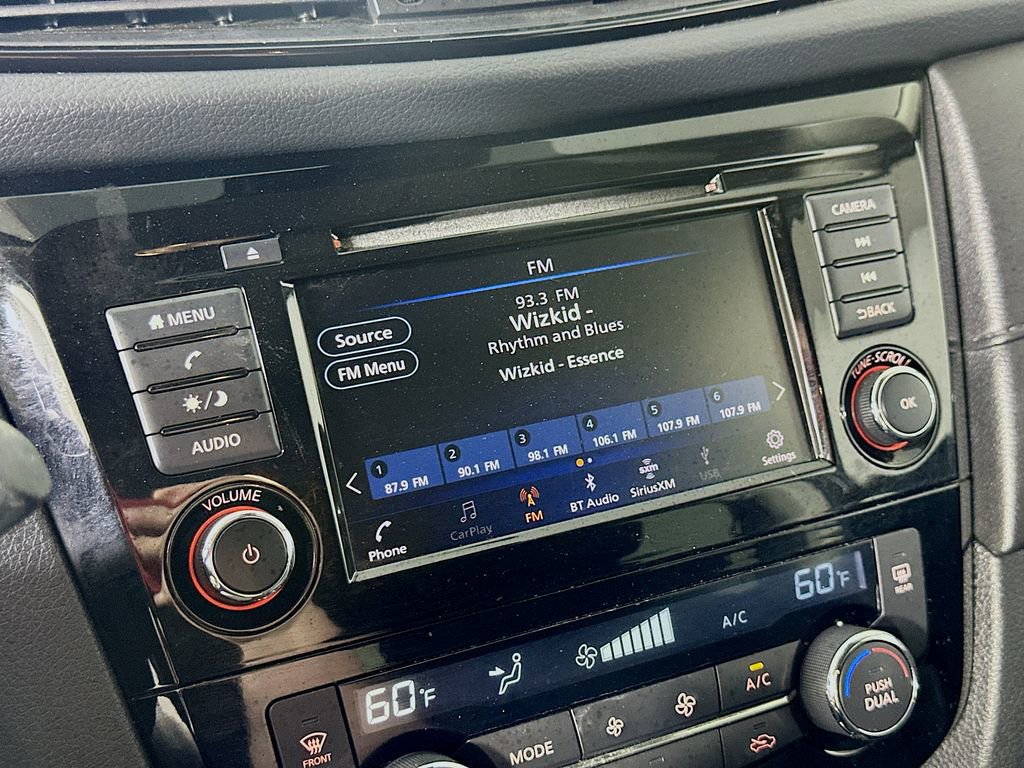 MENU
AUDIO
VOLUME
FM
93.3 FM
Wizkid -
Rhythm and Blues
Wizkid - Essence
Source
FM Menu
1 87.9 FM
2 90.1 FM
3 98.1 FM
4 106.1 FM
5 107.9 FM
6 107.9 FM
Phone
CarPlay
FM
BT Audio
sxm
SiriusXM
USB
Settings
CAMERA
BACK
TUNE-SCROLL
OK
60°F
A/C
60°F
REAR
FRONT
MODE
A/C
PUSH
DUAL